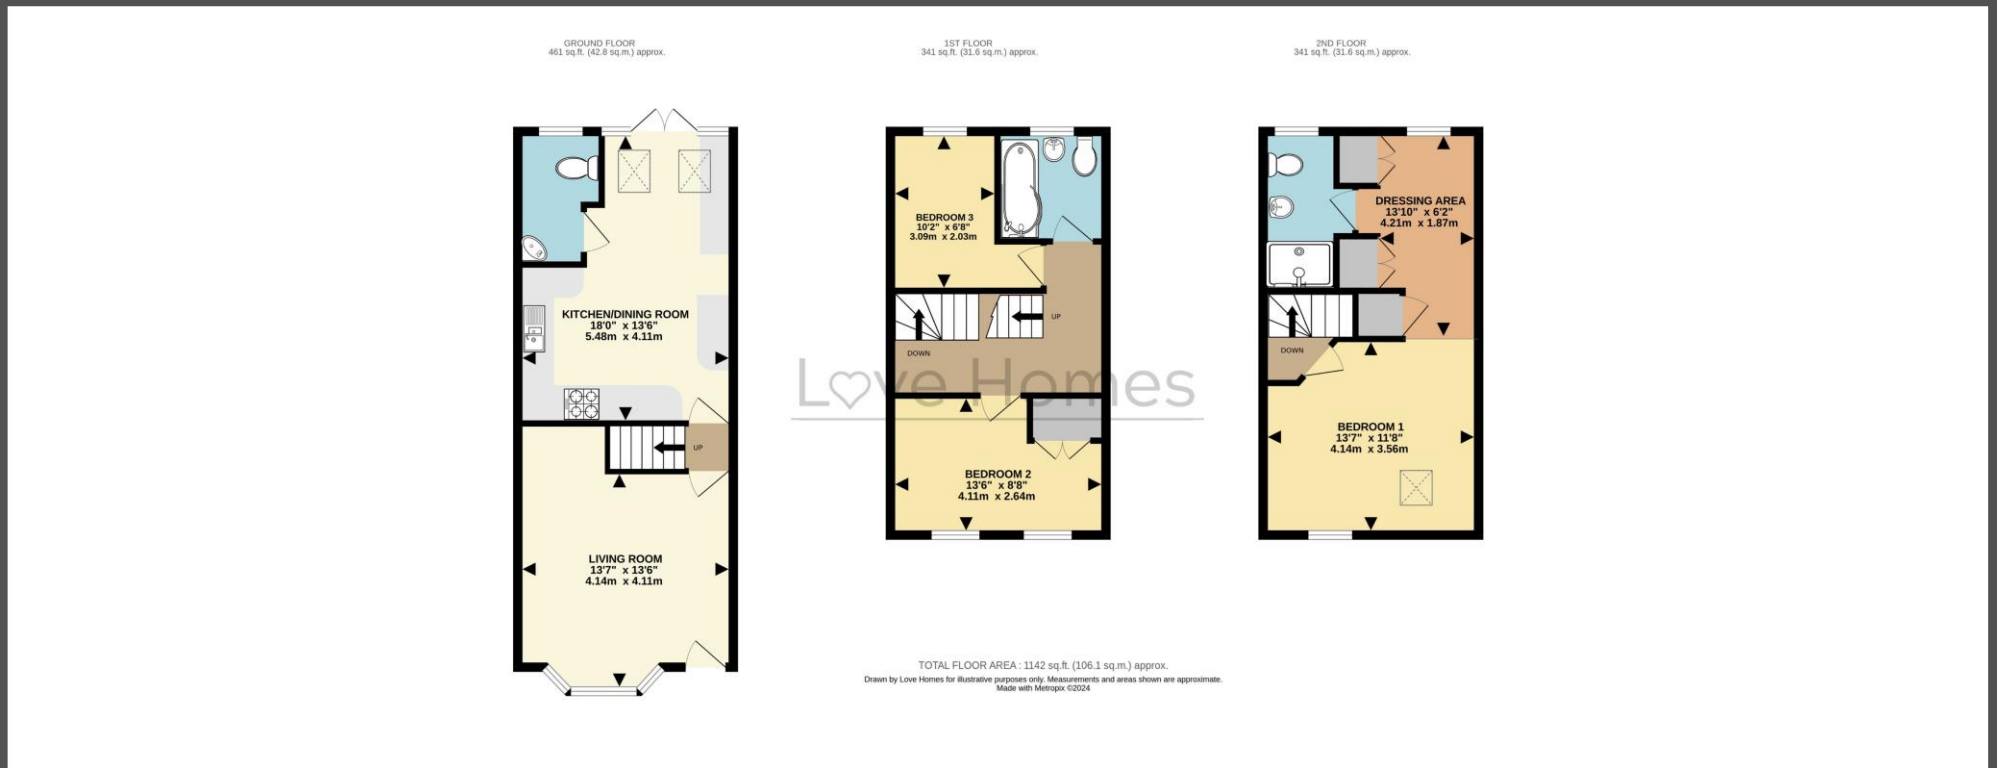 GROUND FLOOR
461 sq.ft. (42.8 sq.m.) approx.
1ST FLOOR
341 sq.ft. (31.6 sq.m.) approx.
2ND FLOOR
341 sq.ft. (31.6 sq.m.) approx.
KITCHEN/DINING ROOM
18'0" x 13'6"
5.48m x 4.11m
UP
LIVING ROOM
13'7" x 13'6"
4.14m x 4.11m
BEDROOM 3
10'2" x 6'8"
3.09m x 2.03m
UP
DOWN
Love Homes
BEDROOM 2
13'6" x 8'8"
4.11m x 2.64m
DRESSING AREA
13'10" x 6'2"
4.21m x 1.87m
DOWN
BEDROOM 1
13'7" x 11'8"
4.14m x 3.56m
TOTAL FLOOR AREA : 1142 sq.ft. (106.1 sq.m.) approx.
Drawn by Love Homes for illustrative purposes only. Measurements and areas shown are approximate.
Made with Metropix ©2024